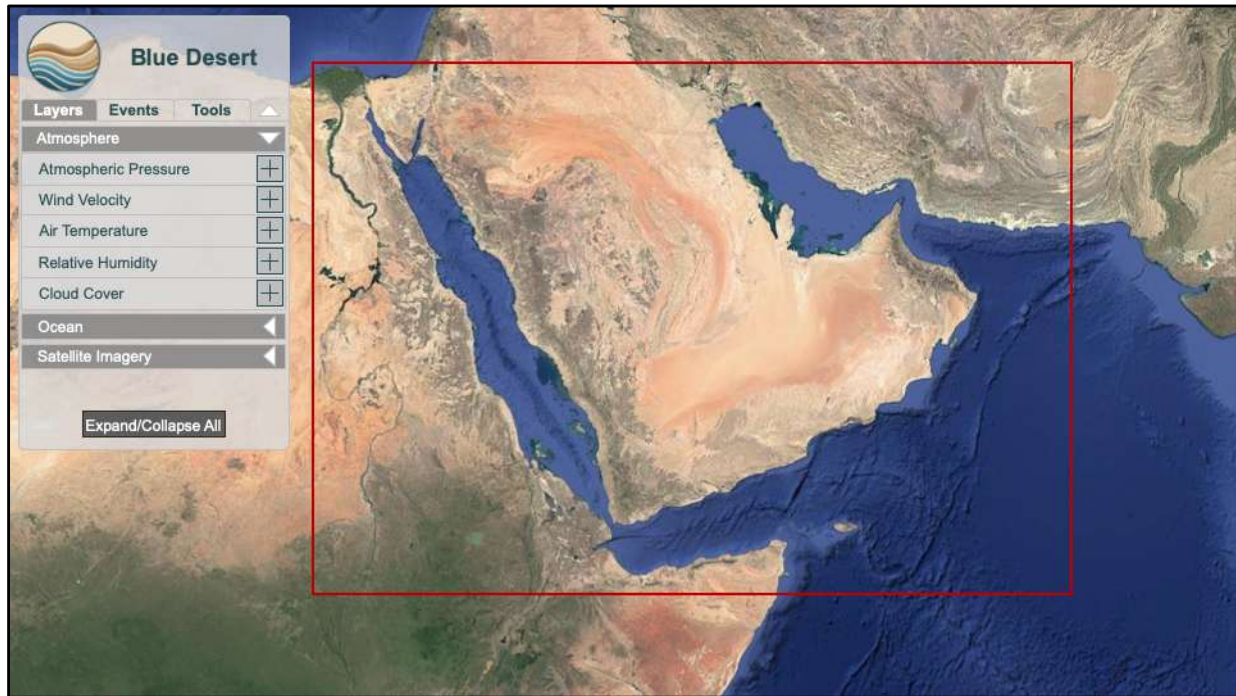 Blue Desert
Layers Events Tools
Atmosphere
Atmospheric Pressure
Wind Velocity
Air Temperature
Relative Humidity
Cloud Cover
Ocean
Satellite Imagery
Expand/Collapse All